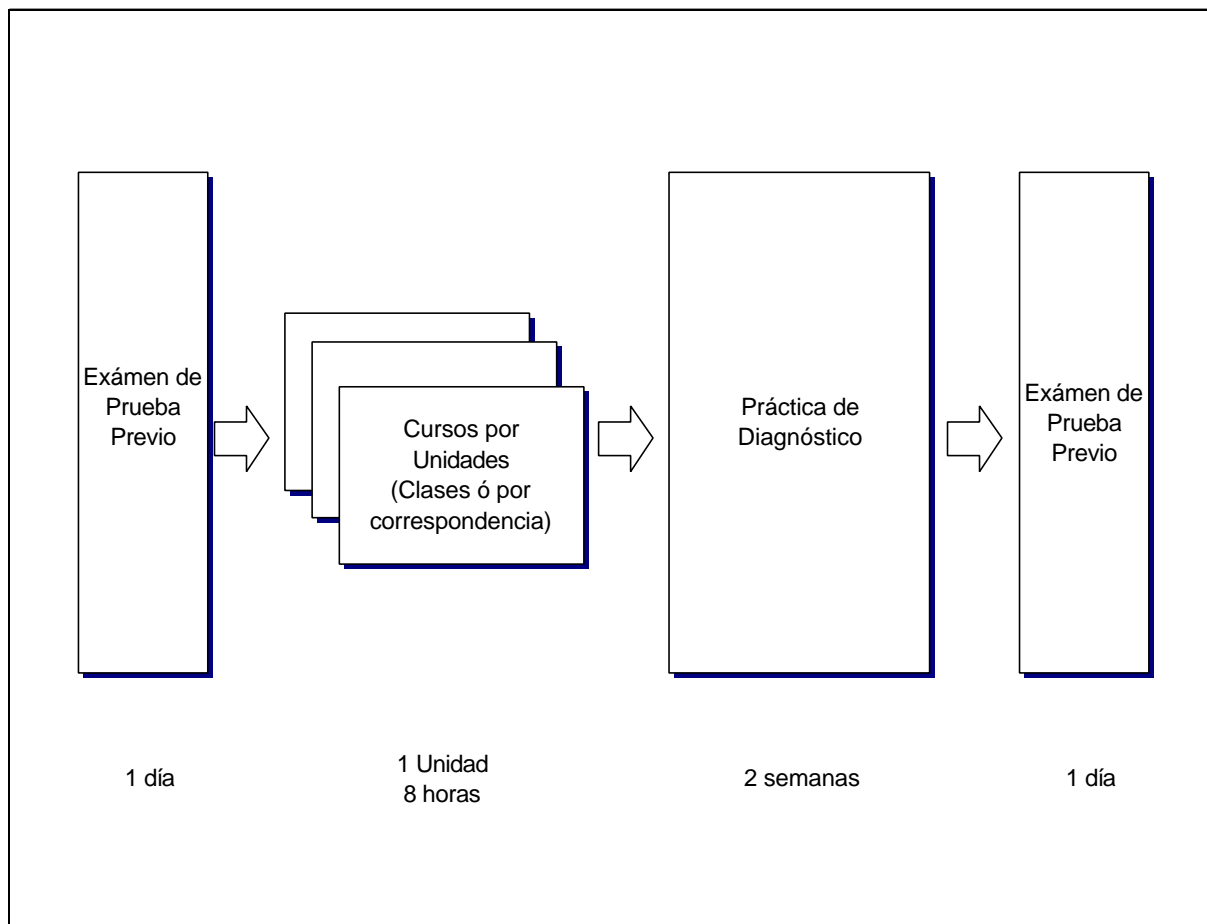 Exámen de
Prueba
Previo
Cursos por
Unidades
(Clases ó por
correspondencia)
Práctica de
Diagnóstico
Exámen de
Prueba
Previo
1 día
1 Unidad
8 horas
2 semanas
1 día